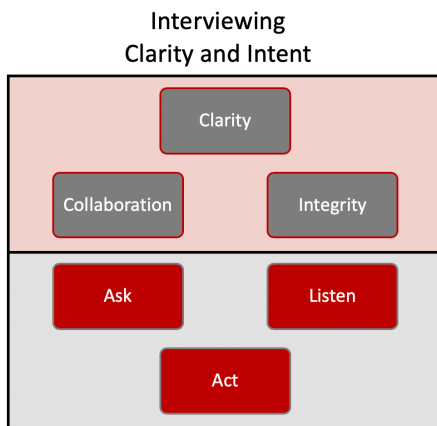 Interviewing
Clarity and Intent
Clarity
Collaboration
Integrity
Ask
Listen
Act